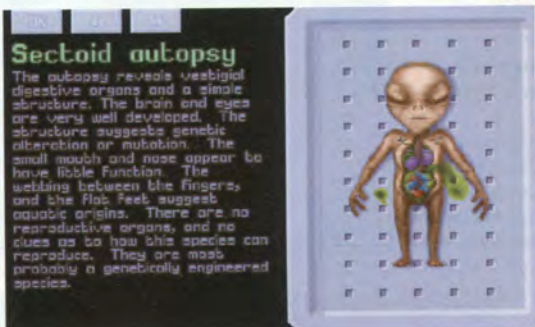 OK
Sectoid autopsy
The autopsy reveals vestigial
digestive organs and a simple
structure. The brain and eyes
are very well developed. The
structure suggests genetic
alteration or mutation. The
small mouth and nose appear to
have little function. The
webbing between the fingers,
and the flat feet suggest
aquatic origins. There are no
reproductive organs, and no
clues as to how this species can
reproduce. They are most
probably a genetically engineered
species.